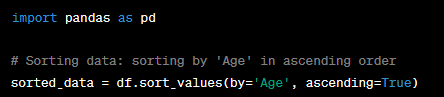 import pandas as pd
# Sorting data: sorting by 'Age' in ascending order
sorted_data = df.sort_values(by='Age', ascending=True)